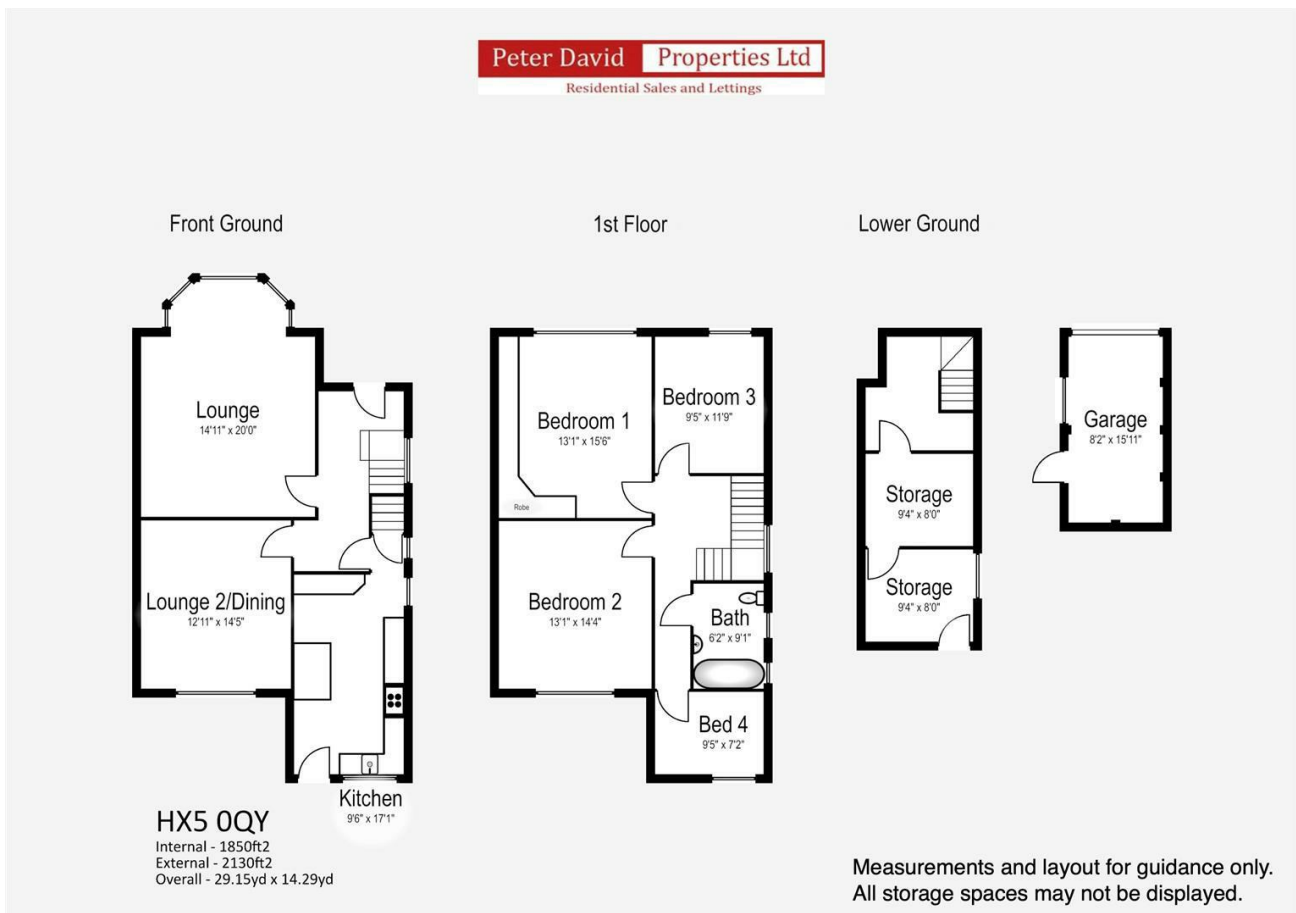 Peter David Properties Ltd
Residential Sales and Lettings
Front Ground
1st Floor
Lower Ground
Lounge
14'11" x 20'0"
Lounge 2/Dining
12'11" x 14'5"
Kitchen
9'6" x 17'1"
Bedroom 1
13'1" x 15'6"
Robe
Bedroom 3
9'5" x 11'9"
Bedroom 2
13'1" x 14'4"
Bath
6'2" x 9'1"
Bed 4
9'5" x 7'2"
Storage
9'4" x 8'0"
Storage
9'4" x 8'0"
Garage
8'2" x 15'11"
HX5 0QY
Internal - 1850ft2
External - 2130ft2
Overall - 29.15yd x 14.29yd
Measurements and layout for guidance only.
All storage spaces may not be displayed.